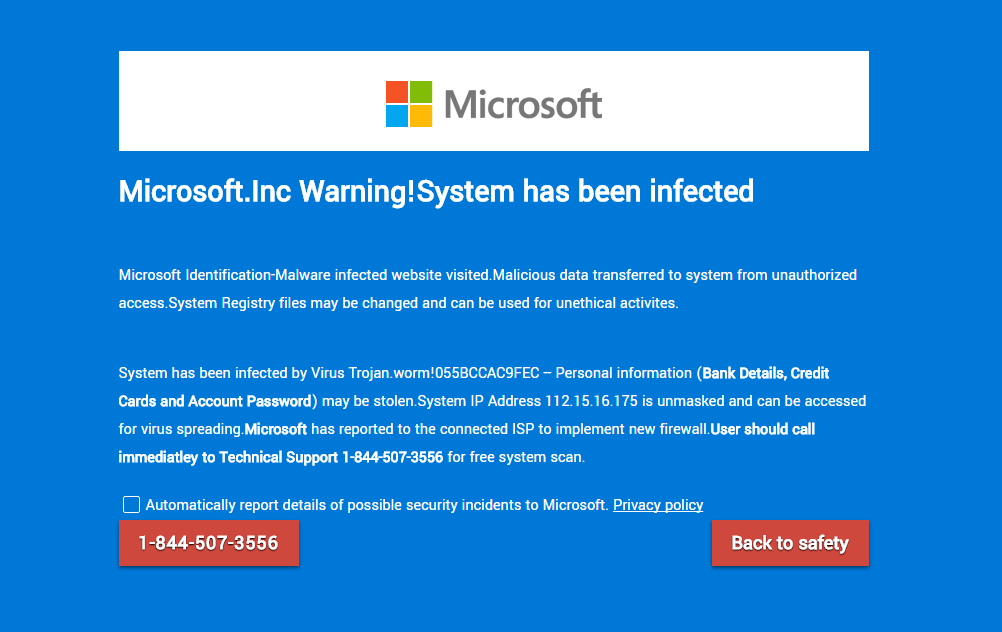 Microsoft
Microsoft.Inc Warning!System has been infected
Microsoft Identification-Malware infected website visited.Malicious data transferred to system from unauthorized
access.System Registry files may be changed and can be used for unethical activites.
System has been infected by Virus Trojan.worm!055BCCAC9FEC – Personal information (Bank Details, Credit
Cards and Account Password) may be stolen.System IP Address 112.15.16.175 is unmasked and can be accessed
for virus spreading.Microsoft has reported to the connected ISP to implement new firewall.User should call
immediatley to Technical Support 1-844-507-3556 for free system scan.
Automatically report details of possible security incidents to Microsoft. Privacy policy
1-844-507-3556
Back to safety